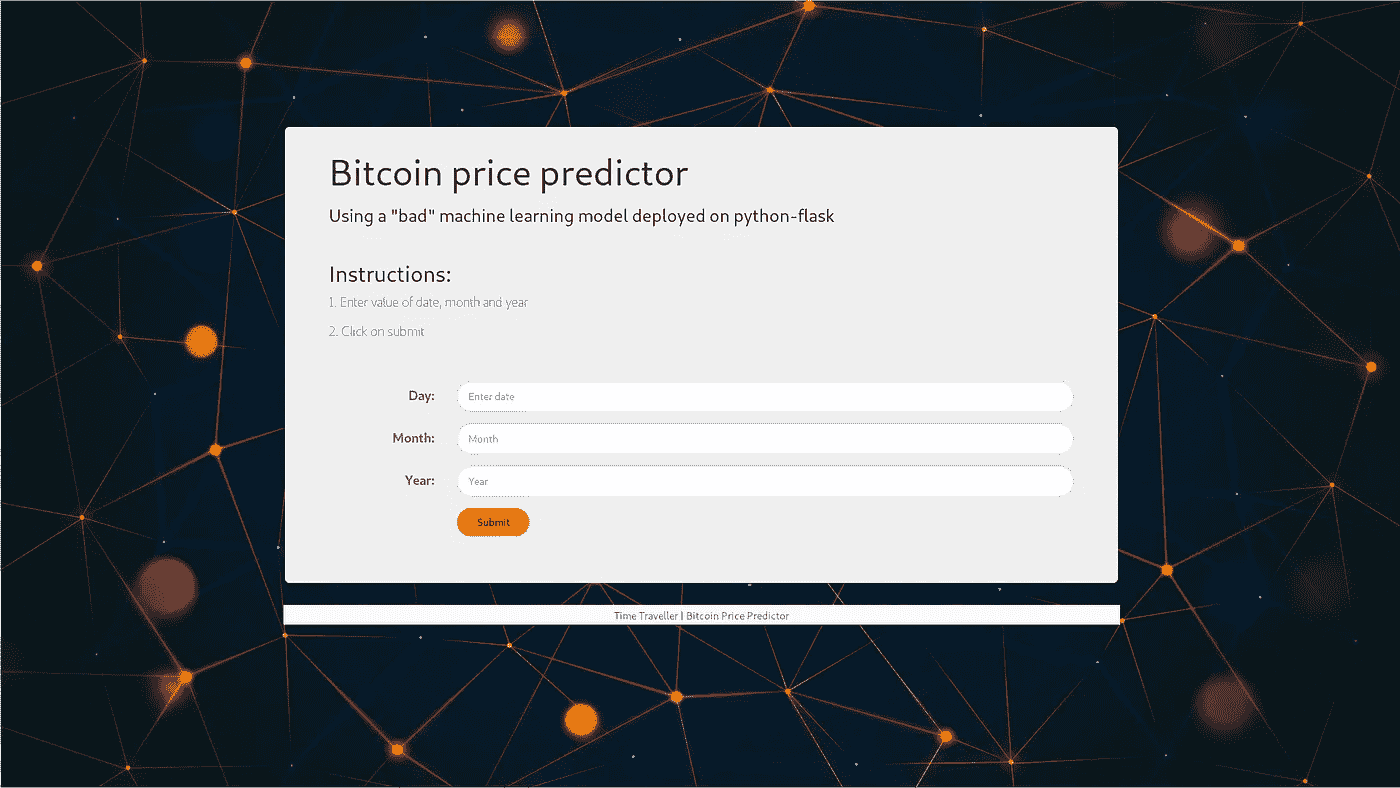 Bitcoin price predictor
Using a "bad" machine learning model deployed on python-flask
Instructions:
1. Enter value of date, month and year
2. Click on submit
Day: Enter date
Month: Month
Year: Year
Submit
Time Traveller | Bitcoin Price Predictor